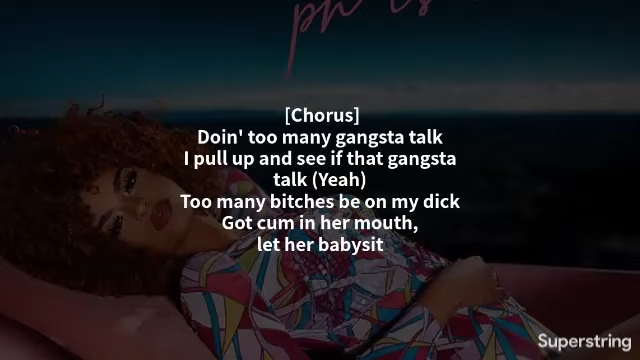 [Chorus]
Doin' too many gangsta talk
I pull up and see if that gangsta
talk (Yeah)
Too many bitches be on my dick
Got cum in her mouth,
let her babysit
Superstring